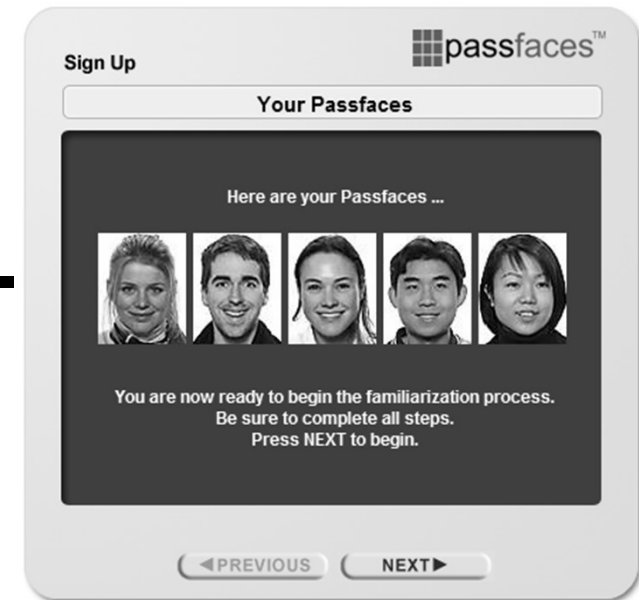 Sign Up
passfaces™
Your Passfaces
Here are your Passfaces ...
You are now ready to begin the familiarization process.
Be sure to complete all steps.
Press NEXT to begin.
◀PREVIOUS
NEXT▶